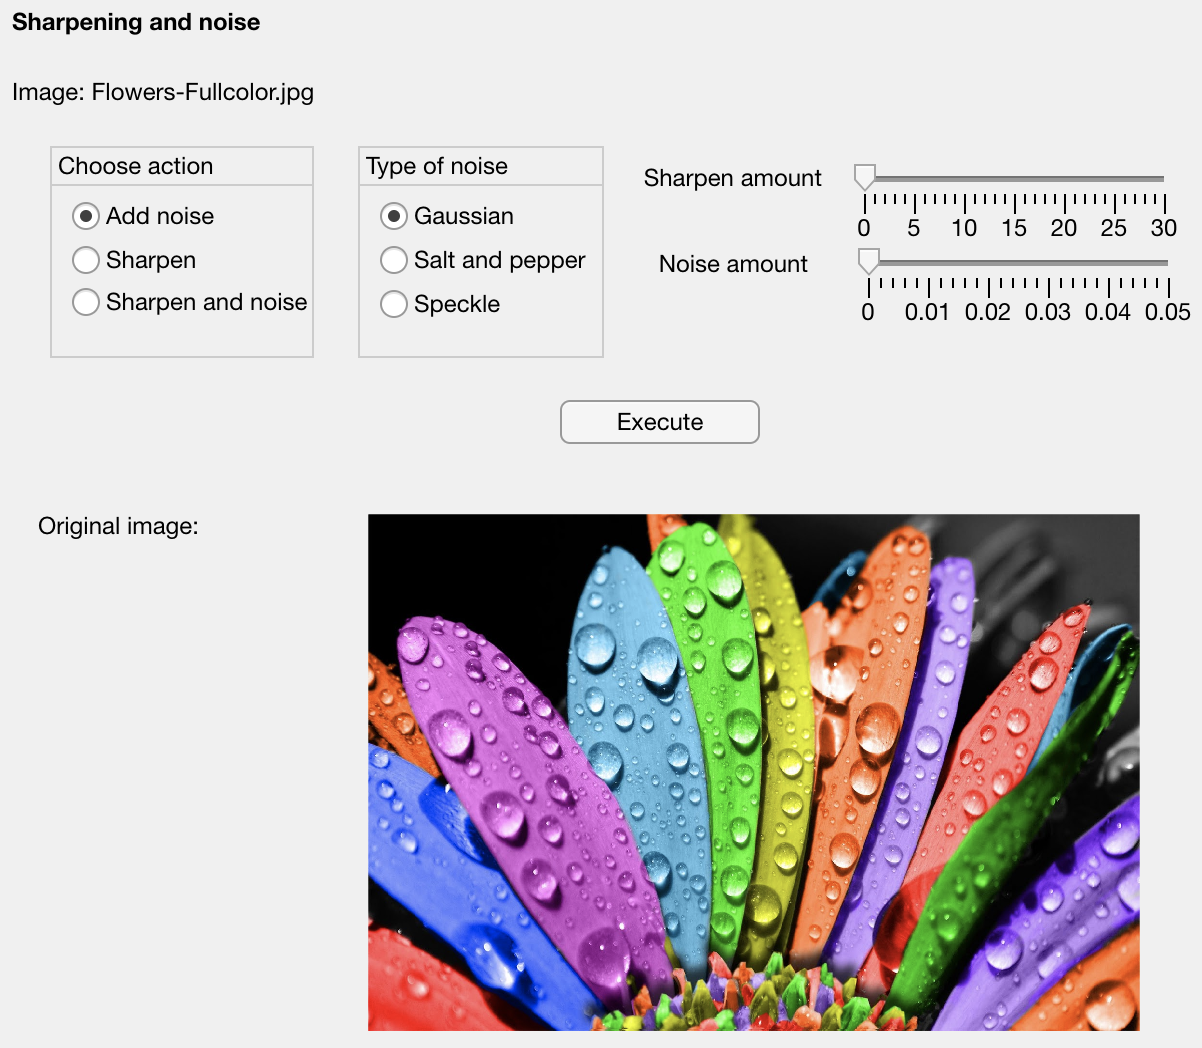 Sharpening and noise
Image: Flowers-Fullcolor.jpg
Choose action
Add noise
Sharpen
Sharpen and noise
Type of noise
Gaussian
Salt and pepper
Speckle
Sharpen amount
0 5 10 15 20 25 30
Noise amount
0 0.01 0.02 0.03 0.04 0.05
Execute
Original image: